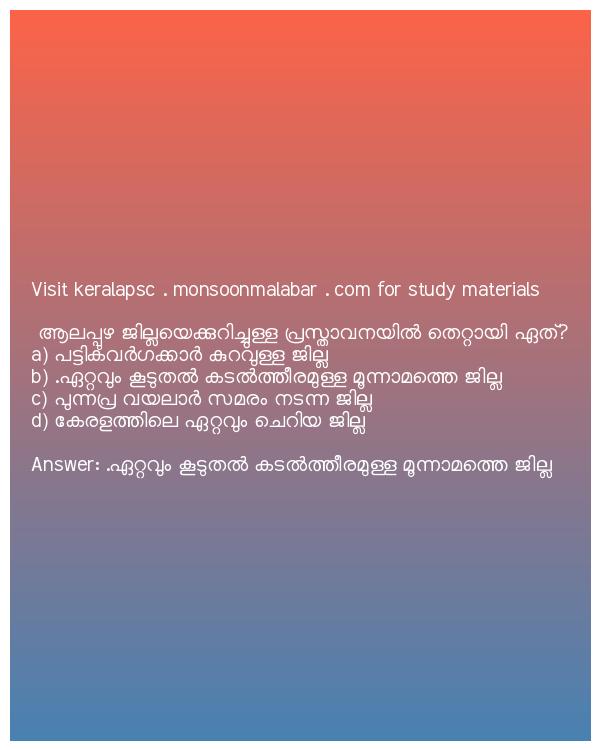 Visit keralapsc . monsoonmalabar . com for study materials
ആലപ്പുഴ ജില്ലയെക്കുറിച്ചുള്ള പ്രസ്താവനയിൽ തെറ്റായി ഏത്?
a) പട്ടികവർഗക്കാർ കുറവുള്ള ജില്ല
b) .ഏറ്റവും കൂടുതൽ കടൽത്തീരമുള്ള മൂന്നാമത്തെ ജില്ല
c) പുന്നപ്ര വയലാർ സമരം നടന്ന ജില്ല
d) കേരളത്തിലെ ഏറ്റവും ചെറിയ ജില്ല
Answer: .ഏറ്റവും കൂടുതൽ കടൽത്തീരമുള്ള മൂന്നാമത്തെ ജില്ല